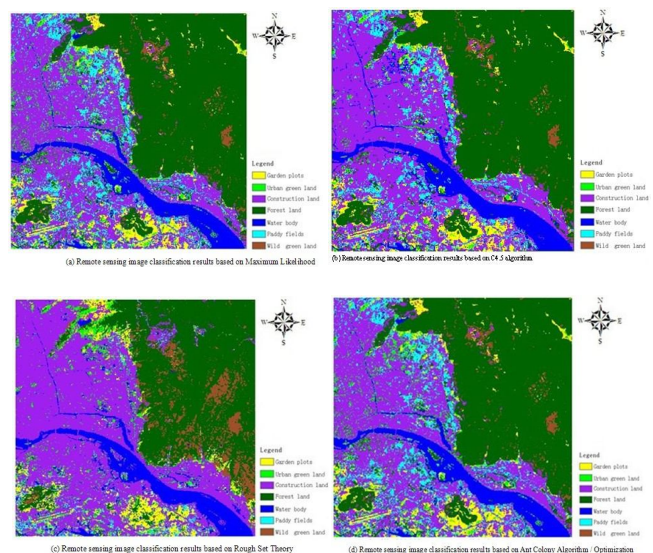 N
W E
S
Legend
Garden plots
Urban green land
Construction land
Forest land
Water body
Paddy fields
Wild green land
(a) Remote sensing image classification results based on Maximum Likelihood
N
W E
S
Legend
Garden plots
Urban green land
Construction land
Forest land
Water body
Paddy fields
Wild green land
(b) Remote sensing image classification results based on C4.5 algorithm
N
W E
S
Legend
Garden plots
Urban green land
Construction land
Forest land
Water body
Paddy fields
Wild green land
(c) Remote sensing image classification results based on Rough Set Theory
N
W E
S
Legend
Garden plots
Urban green land
Construction land
Forest land
Water body
Paddy fields
Wild green land
(d) Remote sensing image classification results based on Ant Colony Algorithm / Optimization